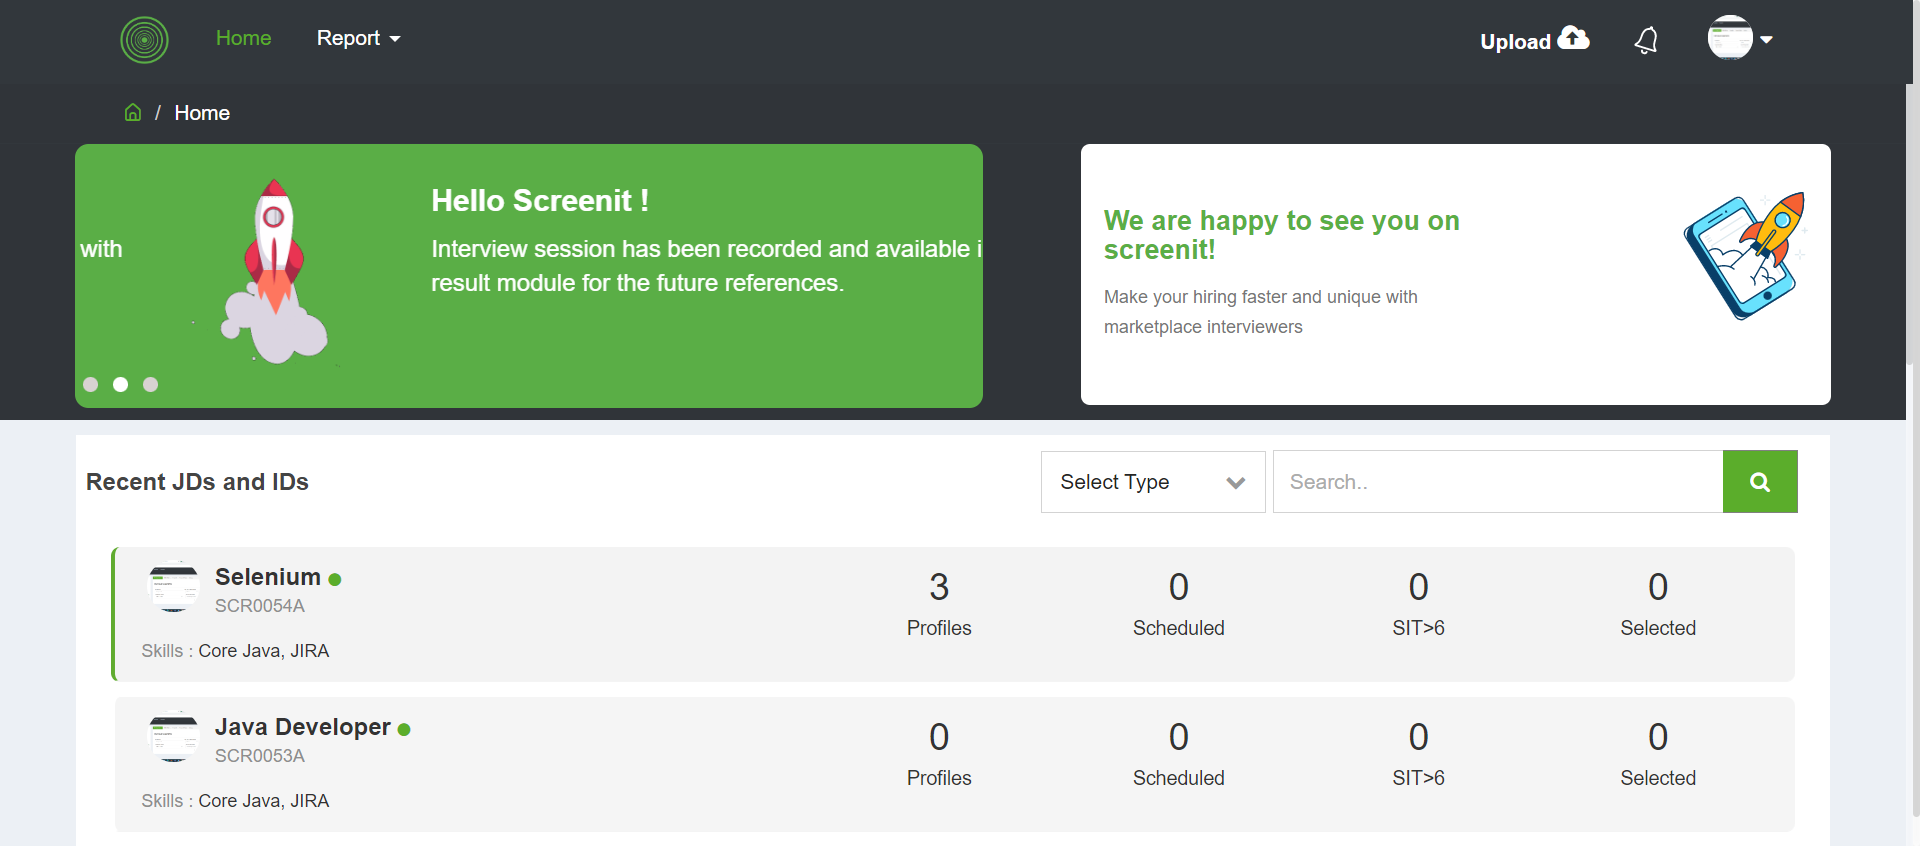 Home
Report
Upload
/ Home
with
Hello Screenit !
Interview session has been recorded and available i
result module for the future references.
We are happy to see you on
screenit!
Make your hiring faster and unique with
marketplace interviewers
Recent JDs and IDs
Select Type
Search..
Selenium
SCR0054A
Skills : Core Java, JIRA
3
Profiles
0
Scheduled
0
SIT>6
0
Selected
Java Developer
SCR0053A
Skills : Core Java, JIRA
0
Profiles
0
Scheduled
0
SIT>6
0
Selected